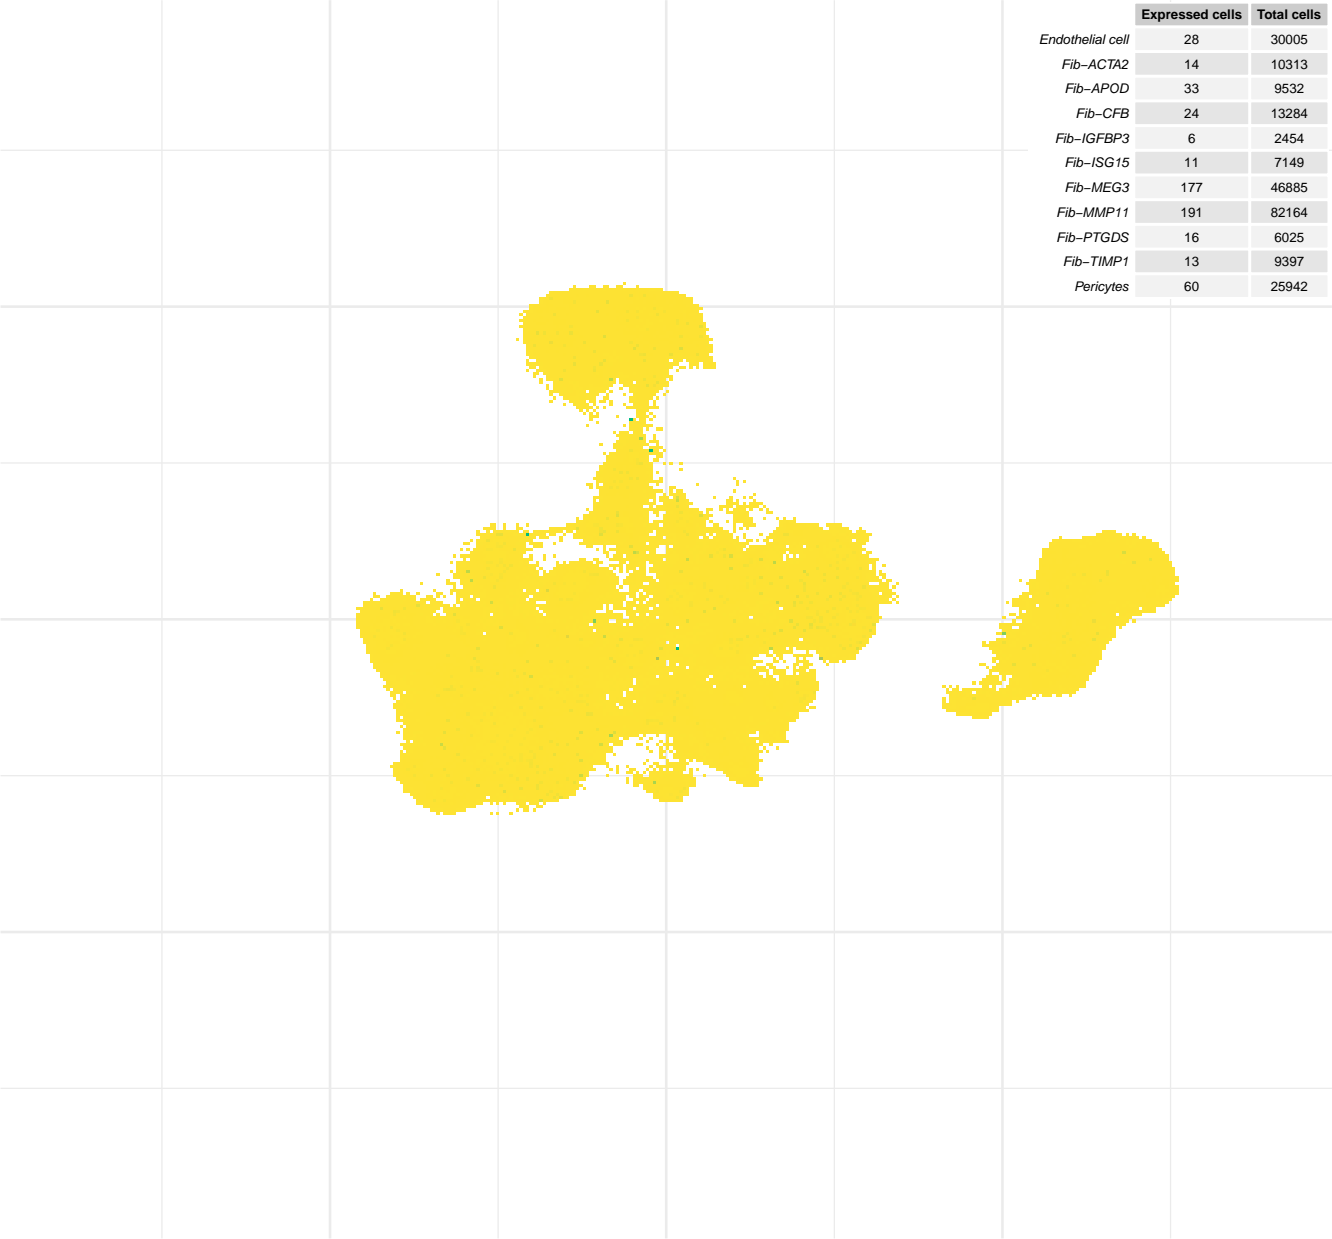 Expressed cells Total cells
Endothelial cell 28 30005
Fib−ACTA2 14 10313
Fib−APOD 33 9532
Fib−CFB 24 13284
Fib−IGFBP3 6 2454
Fib−ISG15 11 7149
Fib−MEG3 177 46885
Fib−MMP11 191 82164
Fib−PTGDS 16 6025
Fib−TIMP1 13 9397
Pericytes 60 25942